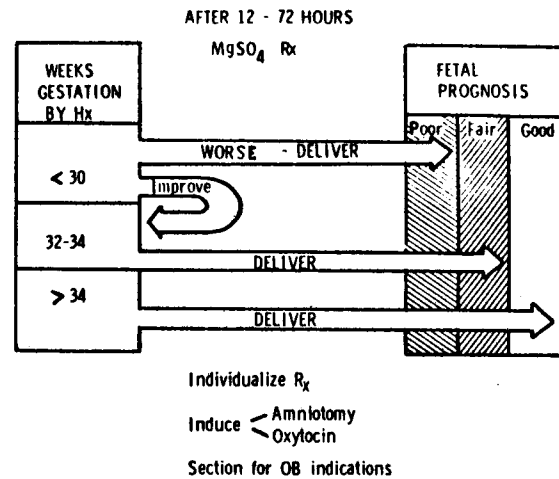 AFTER 12 - 72 HOURS
MgSO4 Rx
WEEKS
GESTATION
BY Hx
FETAL
PROGNOSIS
Poor Fair Good
WORSE - DELIVER
< 30
Improve
32-34
DELIVER
> 34
DELIVER
Individualize Rx
Induce < Amniotomy
Oxytocin
Section for OB indications